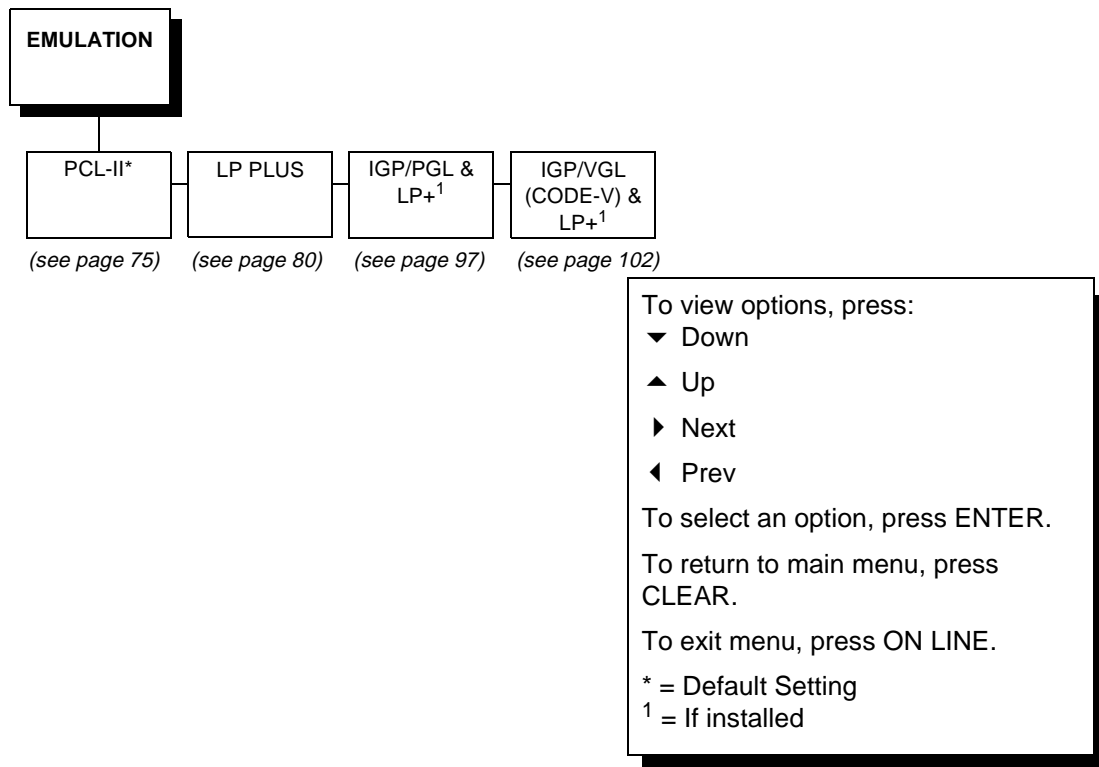 EMULATION
PCL-II*
LP PLUS
IGP/PGL &
LP+1
IGP/VGL
(CODE-V) &
LP+1
(see page 75)
(see page 80)
(see page 97)
(see page 102)
To view options, press:
Down
Up
Next
Prev
To select an option, press ENTER.
To return to main menu, press
CLEAR.
To exit menu, press ON LINE.
* = Default Setting
1 = If installed